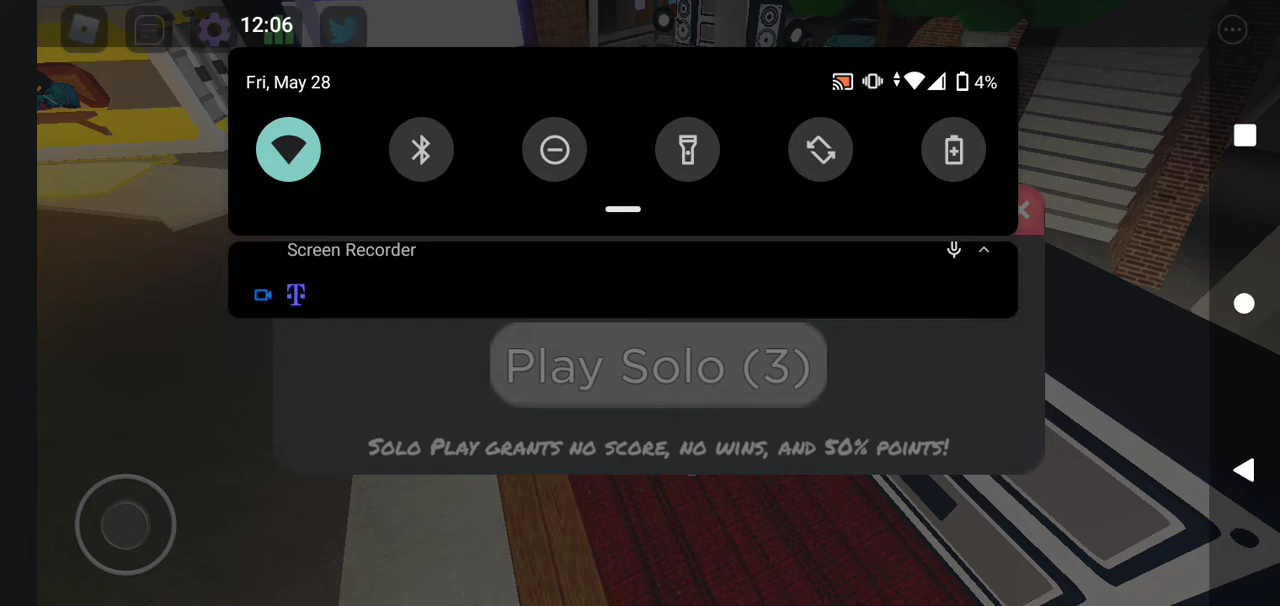 12:06
Fri, May 28
4%
Screen Recorder
Play Solo (3)
Solo Play grants no score, no wins, and 50% points!